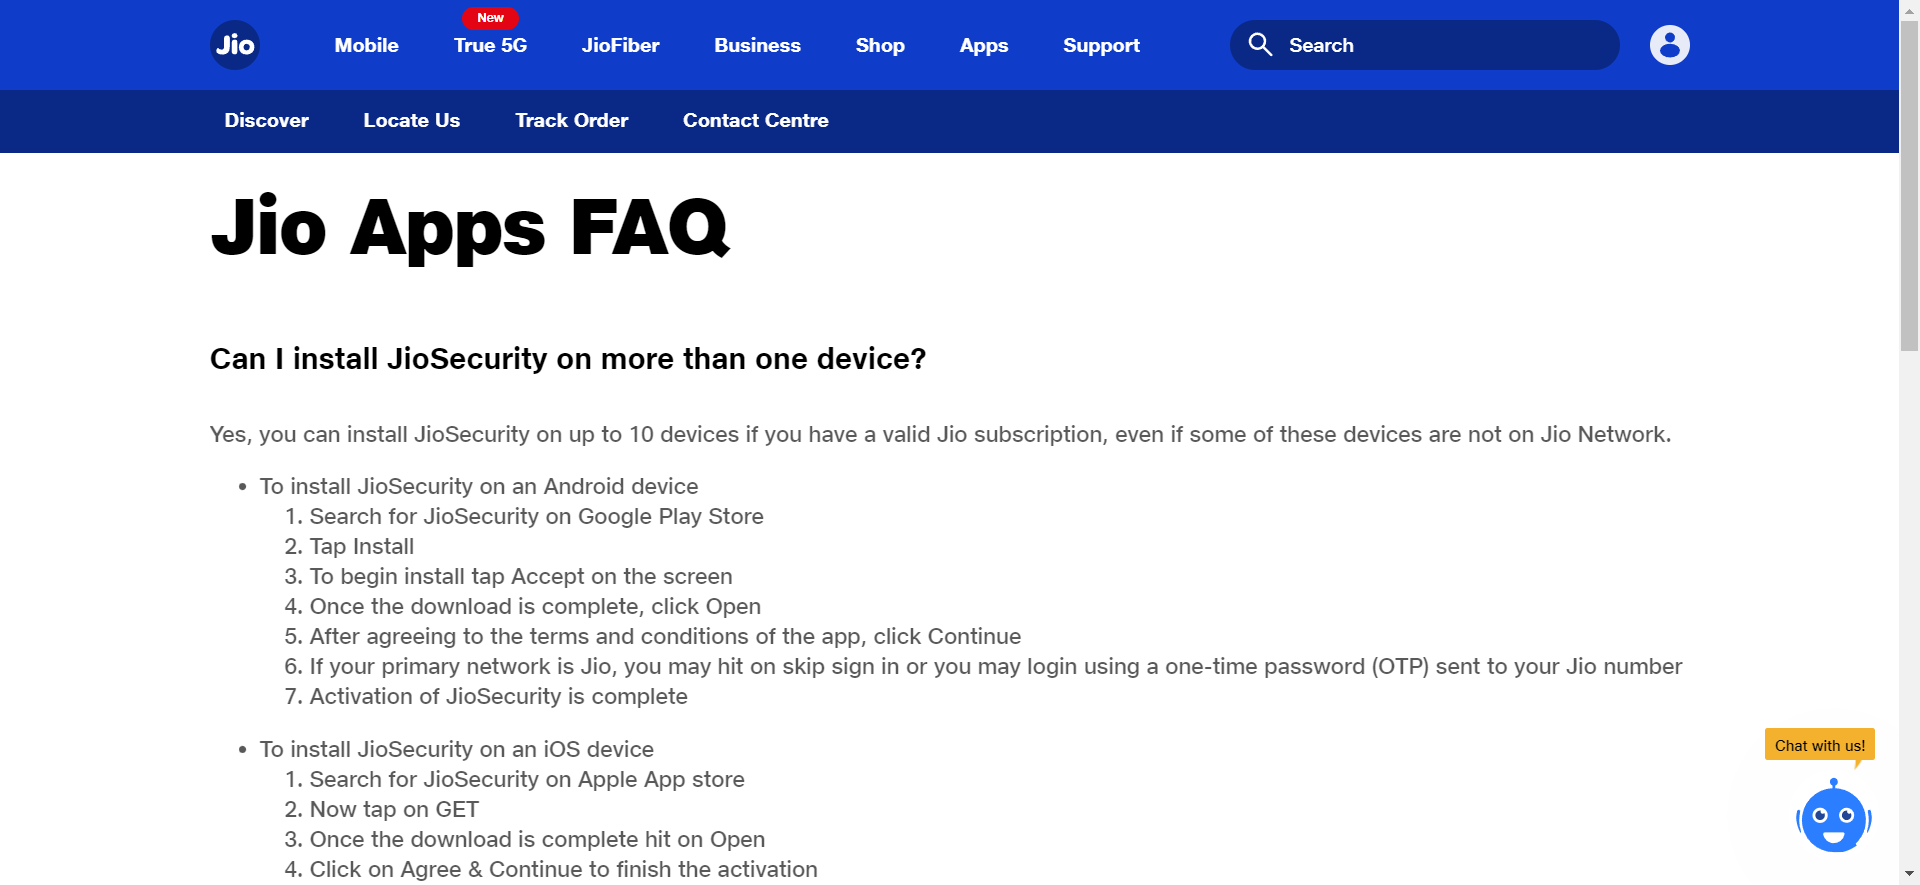 Jio
Mobile
New
True 5G
JioFiber
Business
Shop
Apps
Support
Search
Discover
Locate Us
Track Order
Contact Centre
Jio Apps FAQ
Can I install JioSecurity on more than one device?
Yes, you can install JioSecurity on up to 10 devices if you have a valid Jio subscription, even if some of these devices are not on Jio Network.
• To install JioSecurity on an Android device
1. Search for JioSecurity on Google Play Store
2. Tap Install
3. To begin install tap Accept on the screen
4. Once the download is complete, click Open
5. After agreeing to the terms and conditions of the app, click Continue
6. If your primary network is Jio, you may hit on skip sign in or you may login using a one-time password (OTP) sent to your Jio number
7. Activation of JioSecurity is complete
• To install JioSecurity on an iOS device
1. Search for JioSecurity on Apple App store
2. Now tap on GET
3. Once the download is complete hit on Open
4. Click on Agree & Continue to finish the activation
Chat with us!